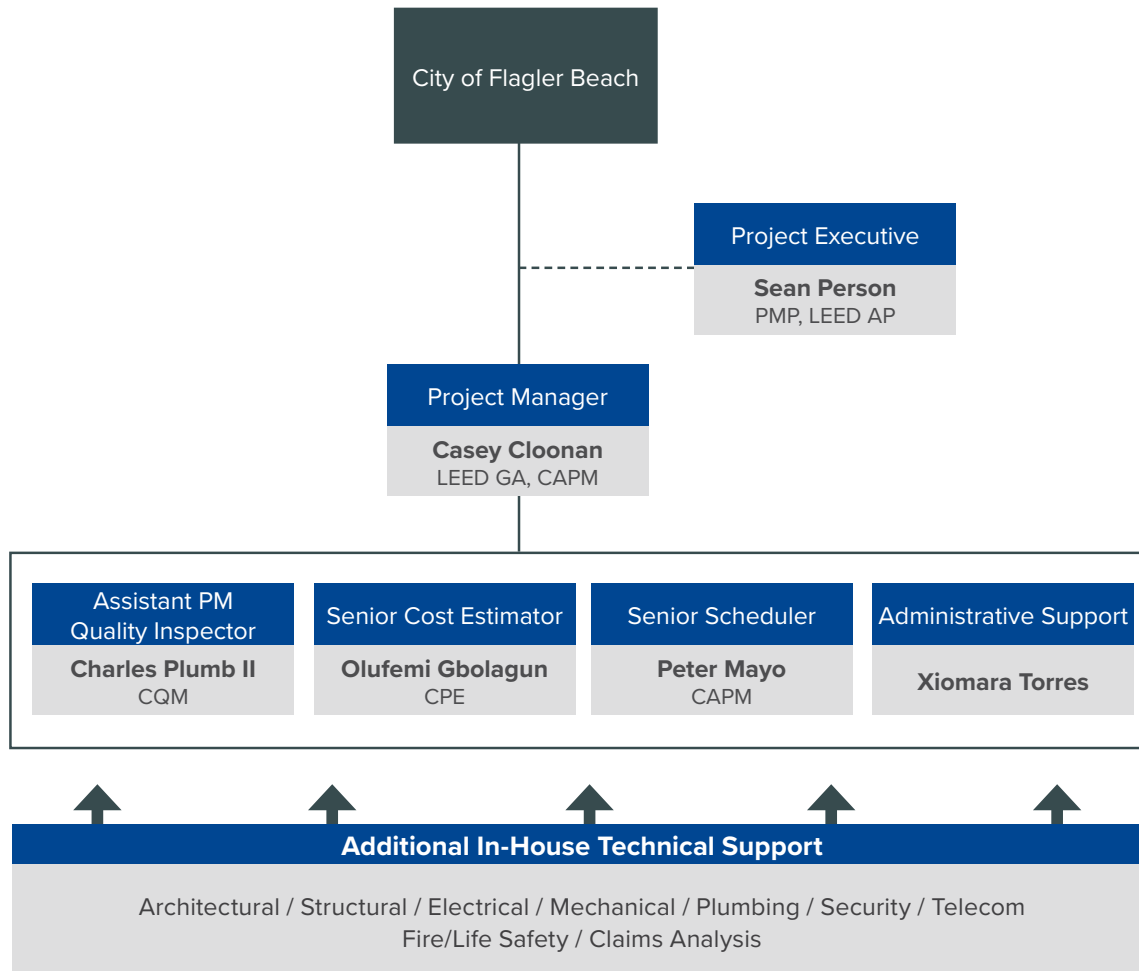 City of Flagler Beach
Project Executive
Sean Person
PMP, LEED AP
Project Manager
Casey Cloonan
LEED GA, CAPM
Assistant PM
Quality Inspector
Charles Plumb II
CQM
Senior Cost Estimator
Olufemi Gbolagun
CPE
Senior Scheduler
Peter Mayo
CAPM
Administrative Support
Xiomara Torres
Additional In-House Technical Support
Architectural / Structural / Electrical / Mechanical / Plumbing / Security / Telecom
Fire/Life Safety / Claims Analysis